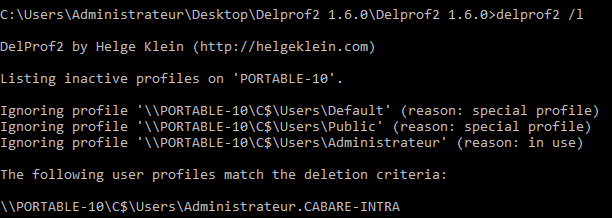 C:\Users\Administrateur\Desktop\Delprof2 1.6.0\Delprof2 1.6.0>delprof2 /l
DelProf2 by Helge Klein (http://helgeklein.com)
Listing inactive profiles on 'PORTABLE-10'.
Ignoring profile '\\PORTABLE-10\C$\Users\Default' (reason: special profile)
Ignoring profile '\\PORTABLE-10\C$\Users\Public' (reason: special profile)
Ignoring profile '\\PORTABLE-10\C$\Users\Administrateur' (reason: in use)
The following user profiles match the deletion criteria:
\\PORTABLE-10\C$\Users\Administrateur.CABARE-INTRA